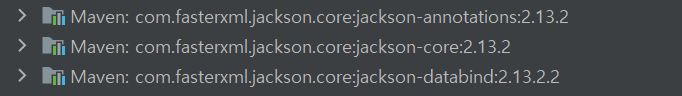 Maven: com.fasterxml.jackson.core:jackson-annotations:2.13.2
Maven: com.fasterxml.jackson.core:jackson-core:2.13.2
Maven: com.fasterxml.jackson.core:jackson-databind:2.13.2.2